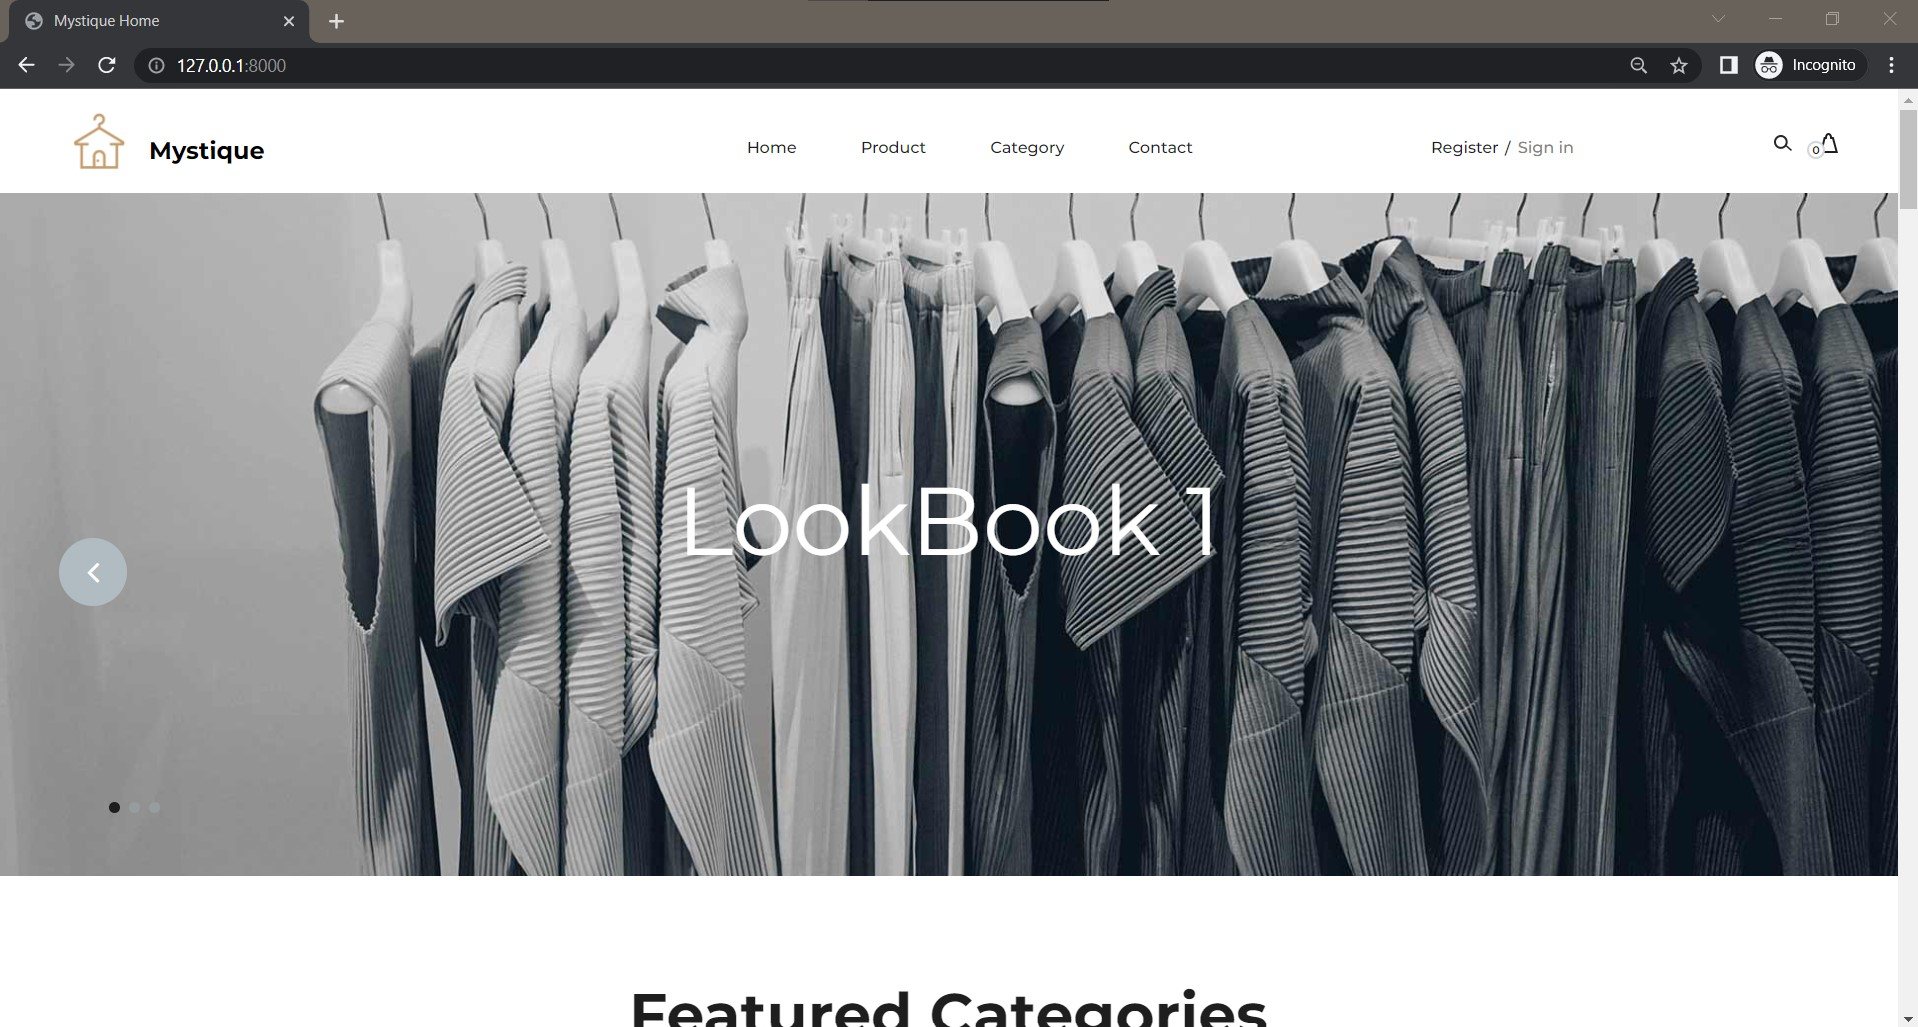 Mystique Home
127.0.0.1:8000
Incognito
Mystique
Home Product Category Contact
Register / Sign in
0
LookBook 1
Featured Categories